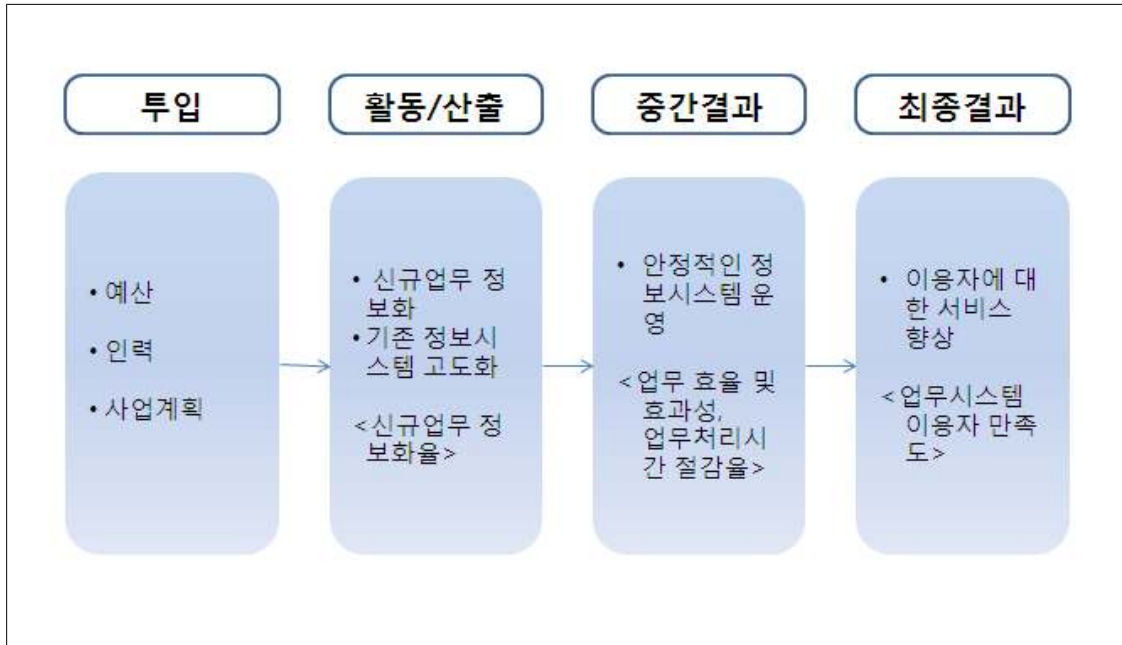 투입
활동/산출
중간결과
최종결과
• 예산
• 인력
• 사업계획
• 신규업무 정
보화
• 기존 정보시
스템 고도화
<신규업무 정
보화율>
• 안정적인 정
보시스템 운
영
<업무 효율 및
효과성,
업무처리시
간 절감율>
• 이용자에 대
한 서비스
향상
<업무시스템
이용자 만족
도>